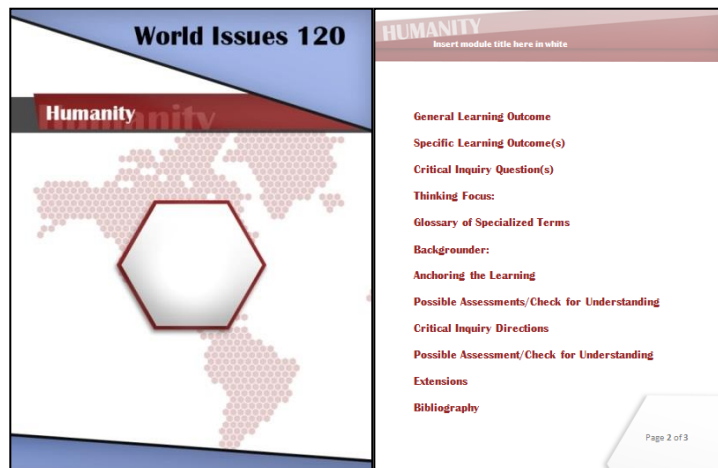 World Issues 120
Humanity
Humanity
HUMANITY
Insert module title here in white
General Learning Outcome
Specific Learning Outcome(s)
Critical Inquiry Question(s)
Thinking Focus:
Glossary of Specialized Terms
Backgrounder:
Anchoring the Learning
Possible Assessments/Check for Understanding
Critical Inquiry Directions
Possible Assessment/Check for Understanding
Extensions
Bibliography
Page 2 of 3